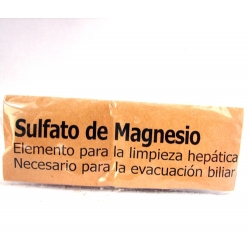 Sulfato de Magnesio
Elemento para la limpieza hepática
Necesario para la evacuación biliar